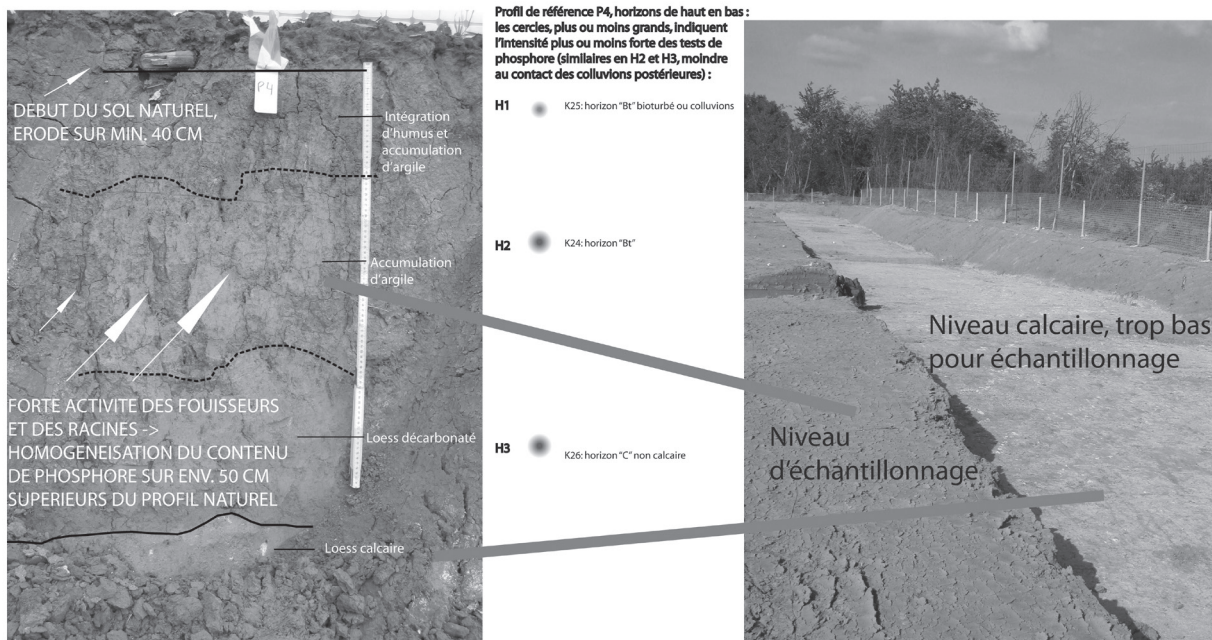 P4
DEBUT DU SOL NATUREL,
ERODE SUR MIN. 40 CM
Intégration
d'humus et
accumulation
d'argile
Accumulation
d'argile
FORTE ACTIVITE DES FOUISSEURS
ET DES RACINES ->
HOMOGENEISATION DU CONTENU
DE PHOSPHORE SUR ENV. 50 CM
SUPERIEURS DU PROFIL NATUREL
Loess décarbonaté
Loess calcaire
Profil de référence P4, horizons de haut en bas :
les cercles, plus ou moins grands, indiquent
l'intensité plus ou moins forte des tests de
phosphore (similaires en H2 et H3, moindre
au contact des colluvions postérieures) :
H1 K25: horizon "Bt" bioturbé ou colluvions
H2 K24: horizon "Bt"
H3 K26: horizon "C" non calcaire
Niveau calcaire, trop bas
pour échantillonnage
Niveau
d'échantillonnage